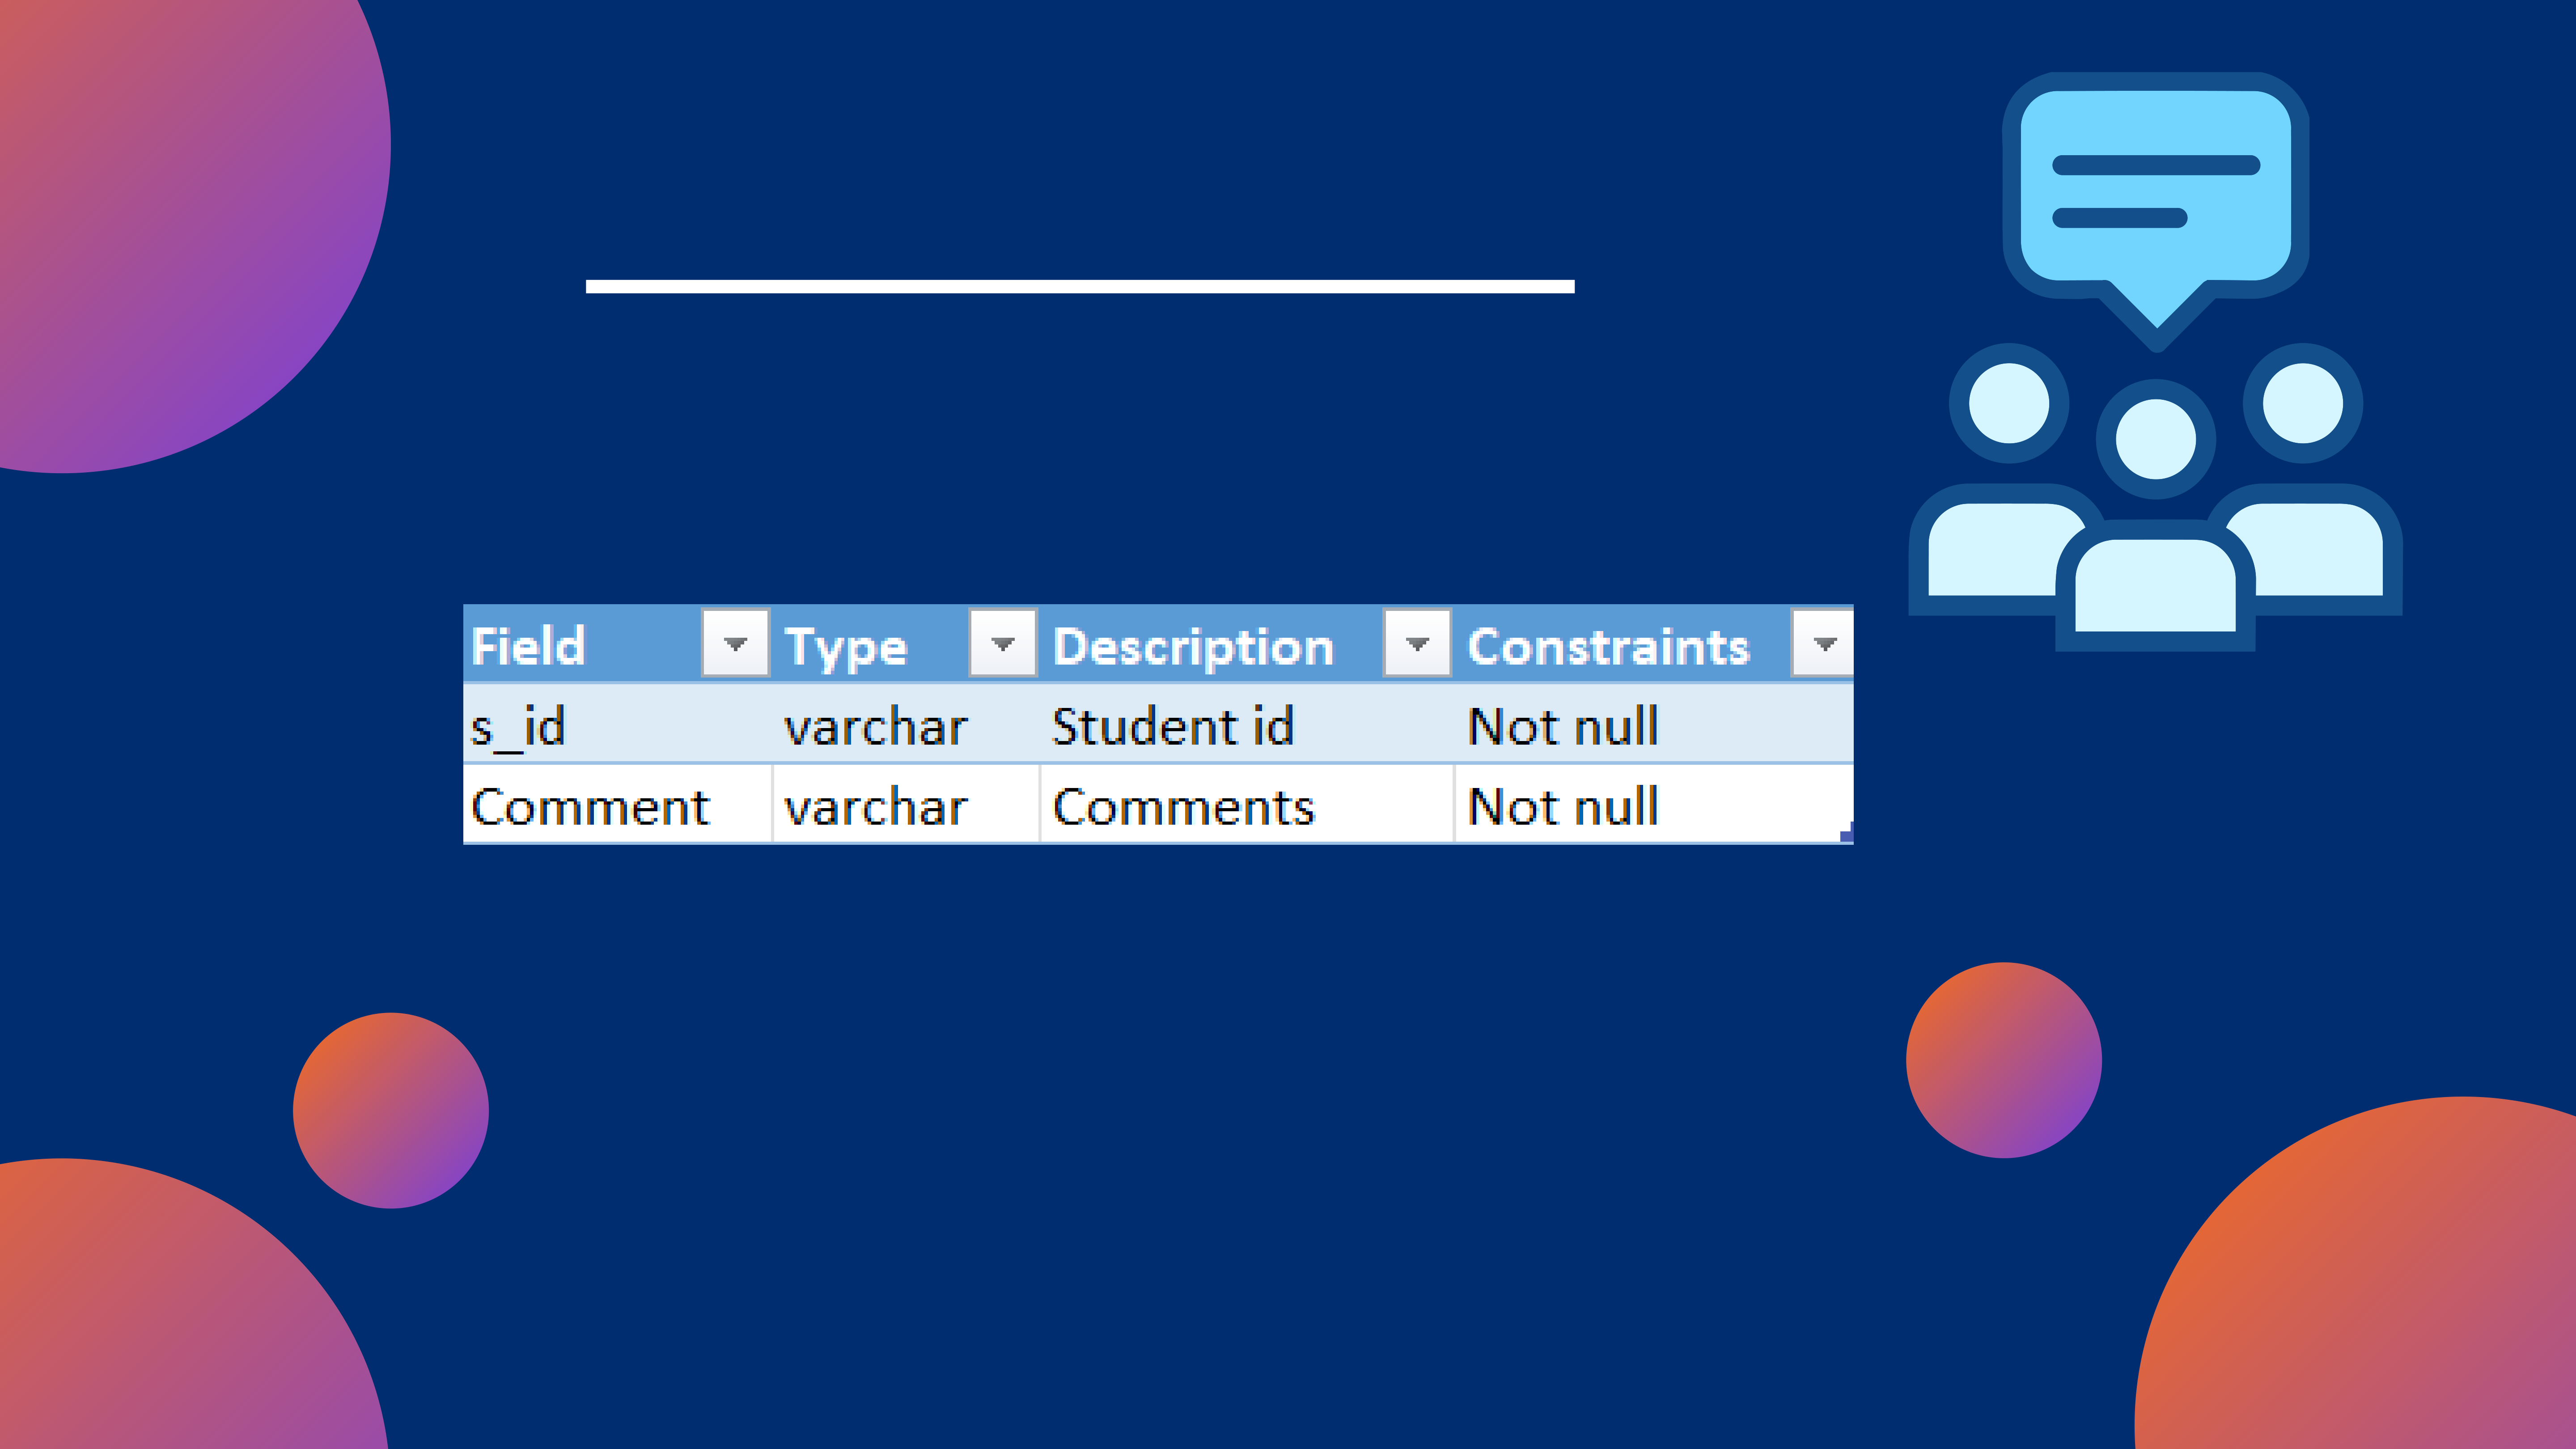 Field Type Description Constraints
s_id varchar Student id Not null
Comment varchar Comments Not null